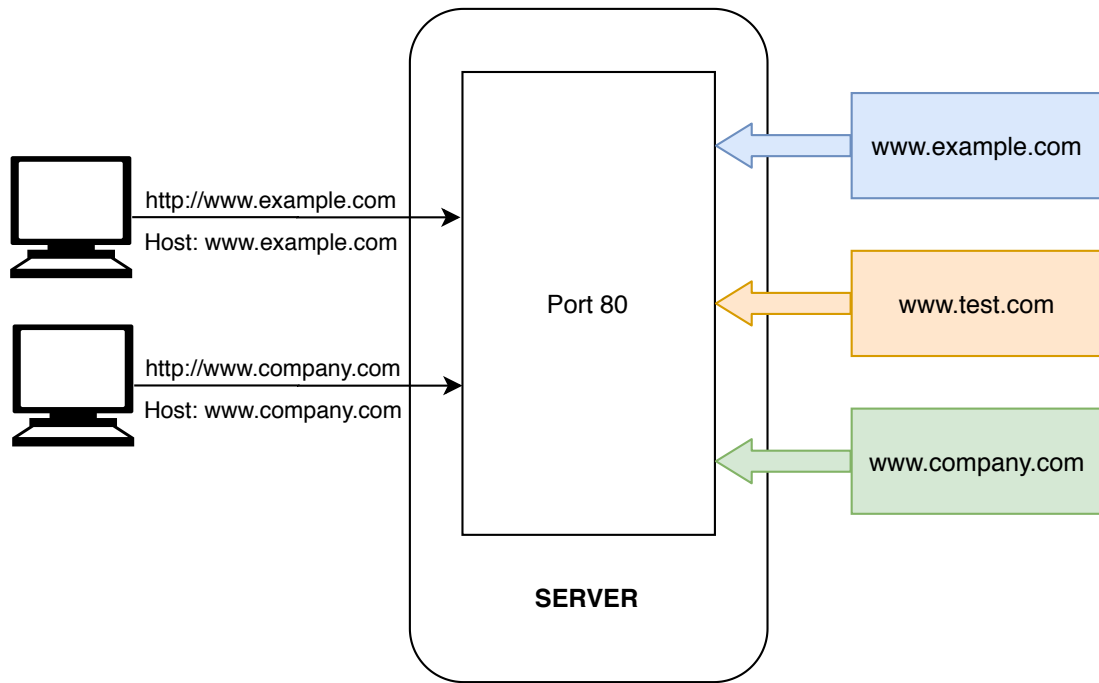 http://www.example.com
Host: www.example.com
http://www.company.com
Host: www.company.com
Port 80
SERVER
www.example.com
www.test.com
www.company.com